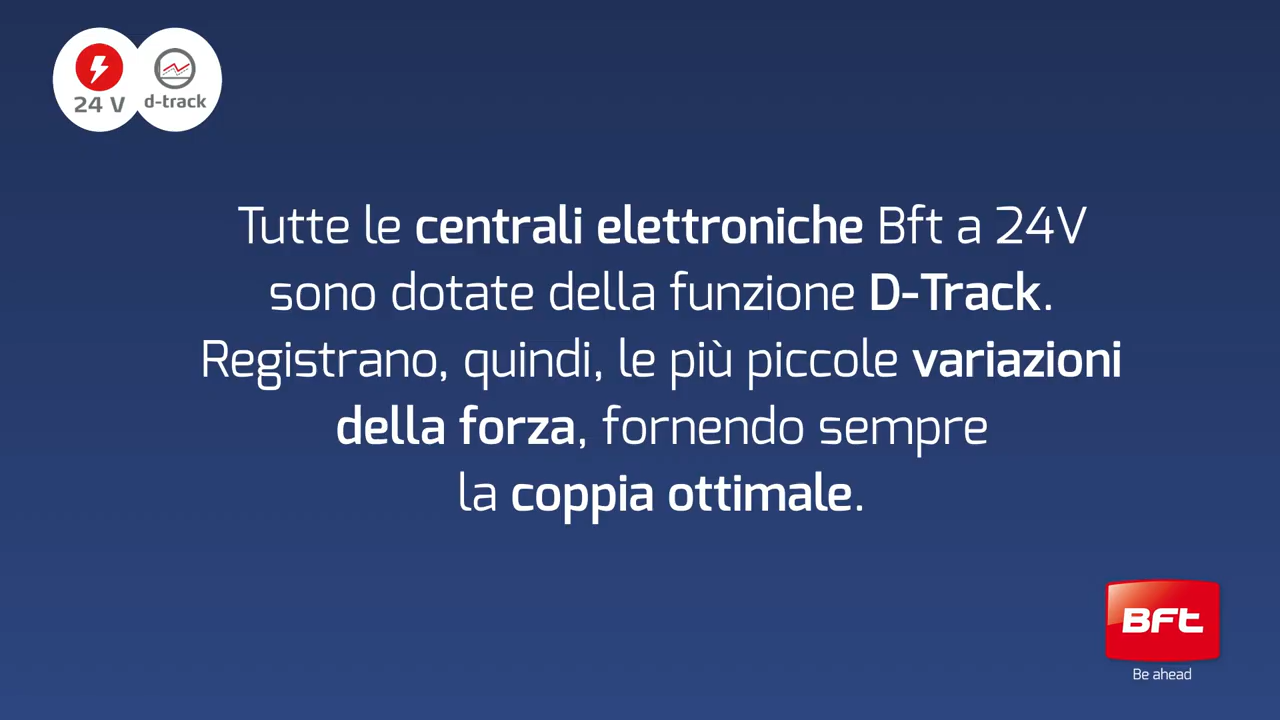 24 V
d-track
Tutte le centrali elettroniche Bft a 24V
sono dotate della funzione D-Track.
Registrano, quindi, le più piccole variazioni
della forza, fornendo sempre
la coppia ottimale.
BFt
Be ahead